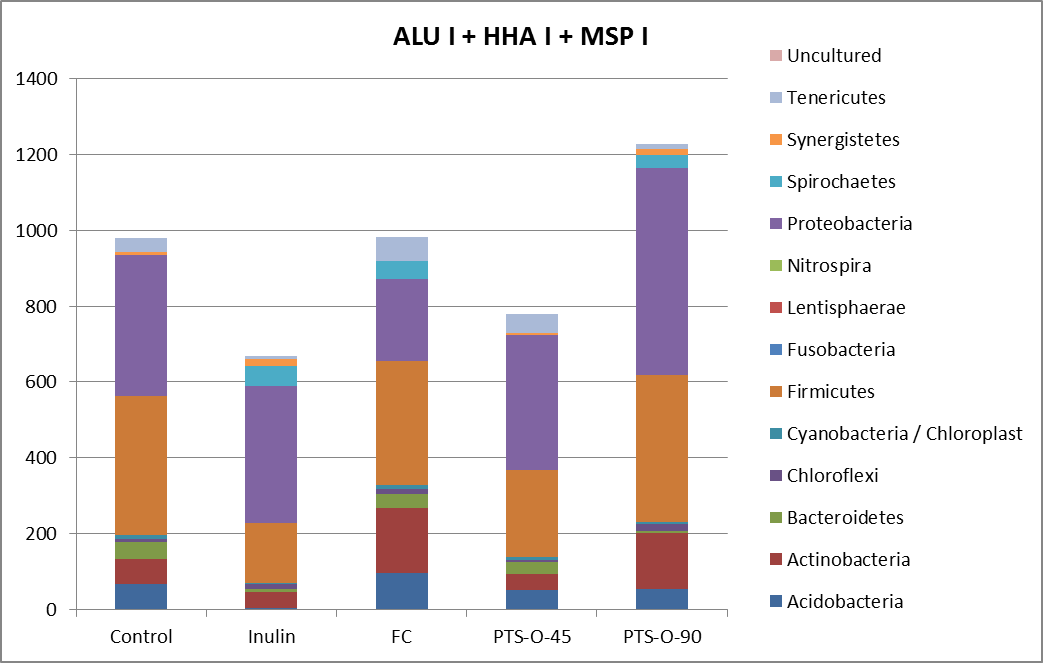 ALU I + HHA I + MSP I
1400
1200
1000
800
600
400
200
0
Control
Inulin
FC
PTS-O-45
PTS-O-90
Uncultured
Tenericutes
Synergistetes
Spirochaetes
Proteobacteria
Nitrospira
Lentisphaerae
Fusobacteria
Firmicutes
Cyanobacteria / Chloroplast
Chloroflexi
Bacteroidetes
Actinobacteria
Acidobacteria